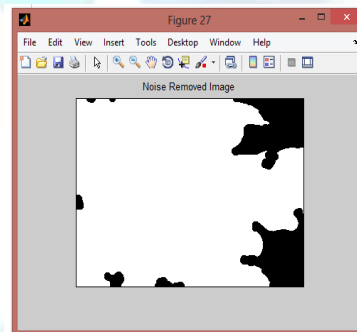 Figure 27
File Edit View Insert Tools Desktop Window Help
Noise Removed Image